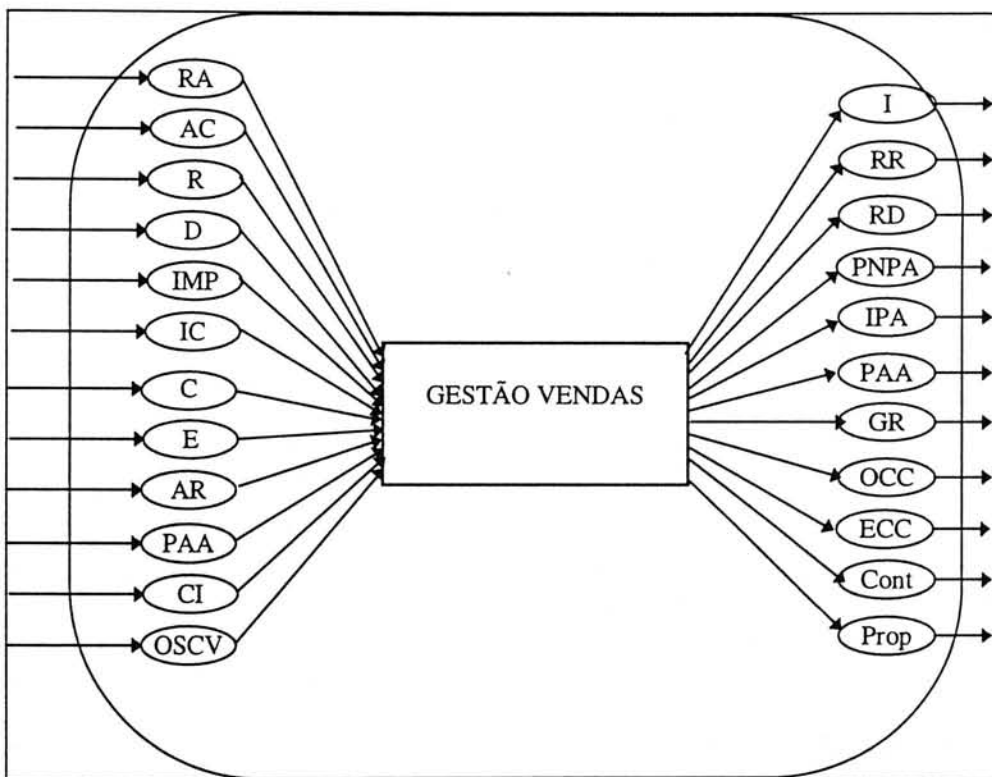 RA
AC
R
D
IMP
IC
C
E
AR
PAA
CI
OSCV
GESTÃO VENDAS
I
RR
RD
PNPA
IPA
PAA
GR
OCC
ECC
Cont
Prop